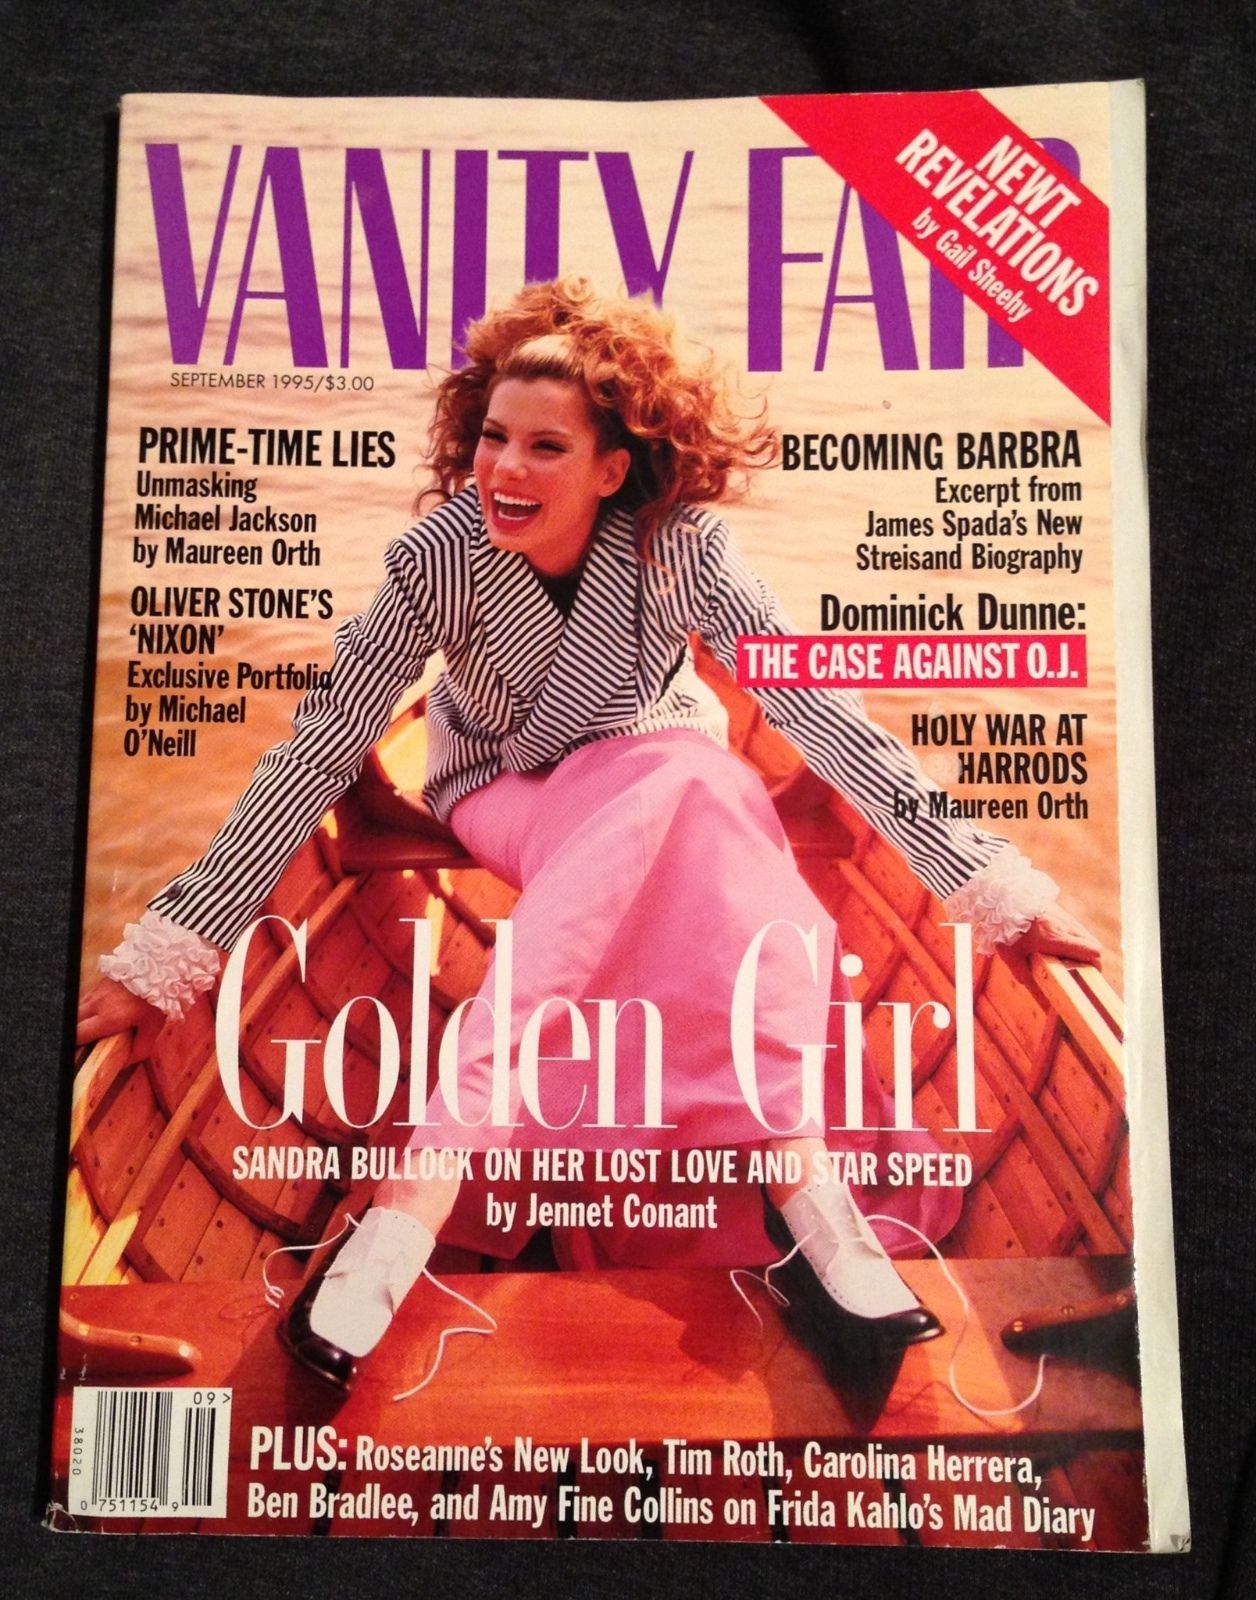 VANITY FAIR
NEWT
REVELATIONS
by Gail Sheehy
SEPTEMBER 1995/$3.00
PRIME-TIME LIES
Unmasking
Michael Jackson
by Maureen Orth
OLIVER STONE'S
'NIXON'
Exclusive Portfolio
by Michael
O'Neill
BECOMING BARBRA
Excerpt from
James Spada's New
Streisand Biography
Dominick Dunne:
THE CASE AGAINST O.J.
HOLY WAR AT
HARRODS
by Maureen Orth
Golden Girl
SANDRA BULLOCK ON HER LOST LOVE AND STAR SPEED
by Jennet Conant
09>
38020
0 751154 9
PLUS: Roseanne's New Look, Tim Roth, Carolina Herrera,
Ben Bradlee, and Amy Fine Collins on Frida Kahlo's Mad Diary